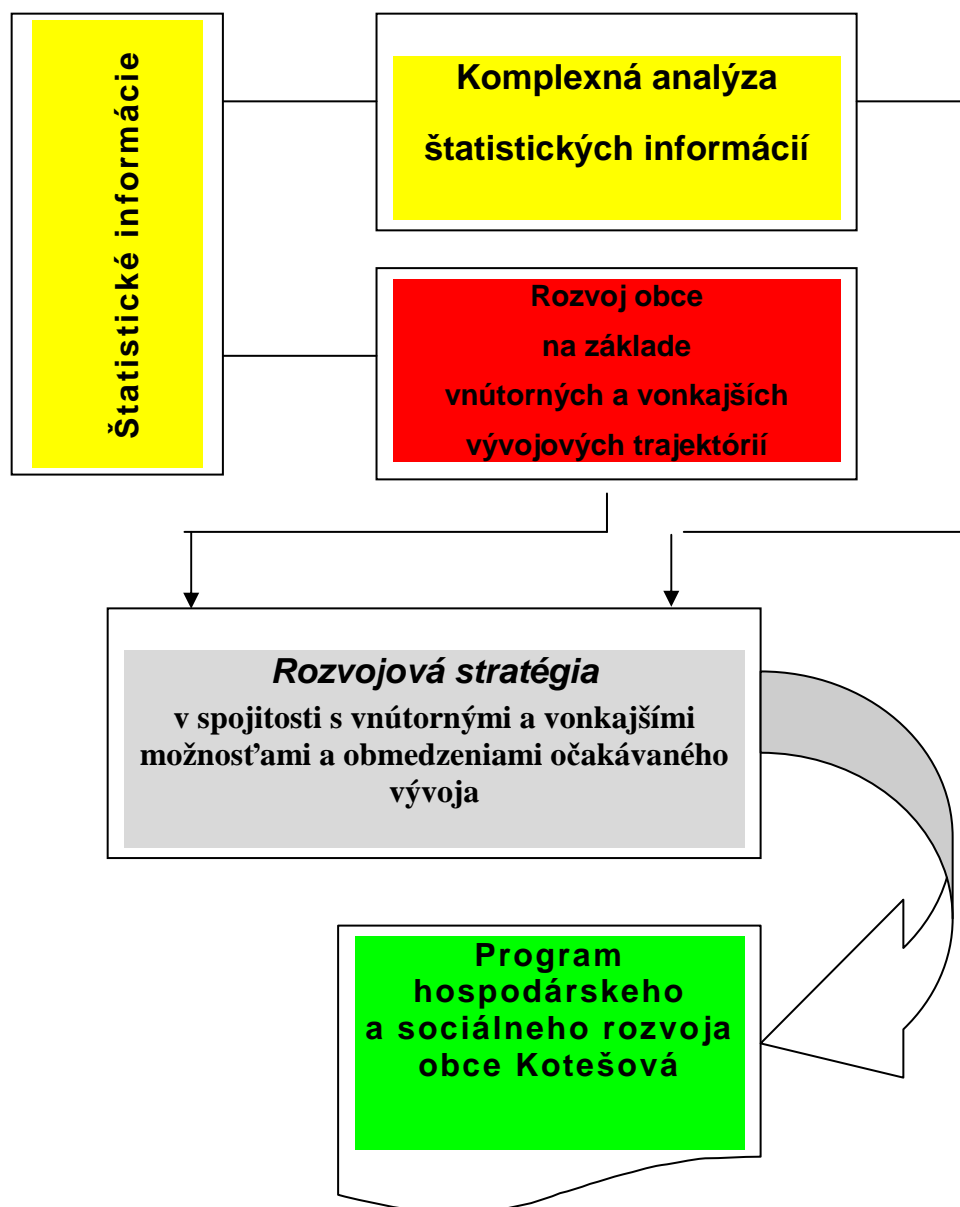 Štatistické informácie
Komplexná analýza
štatistických informácií
Rozvoj obce
na základe
vnútorných a vonkajších
vývojových trajektórií
Rozvojová stratégia
v spojitosti s vnútornými a vonkajšími
možnosťami a obmedzeniami očakávaného
vývoja
Program
hospodárskeho
a sociálneho rozvoja
obce Kotešová